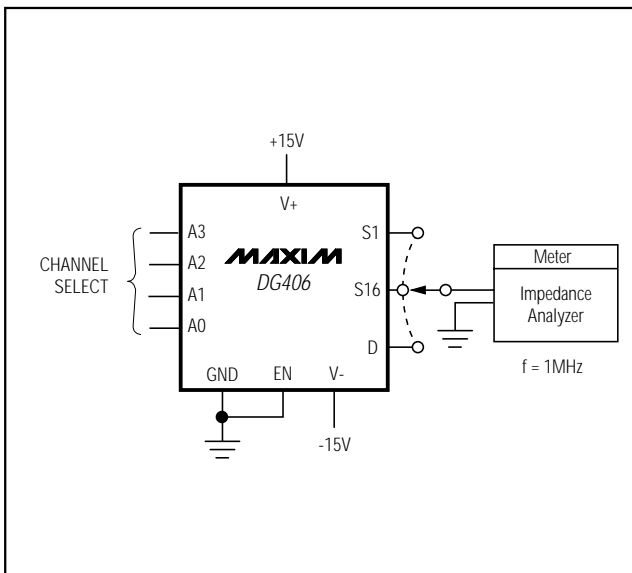 +15V
V+
A3
A2
A1
A0
CHANNEL
SELECT
MAXIM
DG406
S1
S16
D
GND
EN
V-
-15V
Meter
Impedance
Analyzer
f = 1MHz